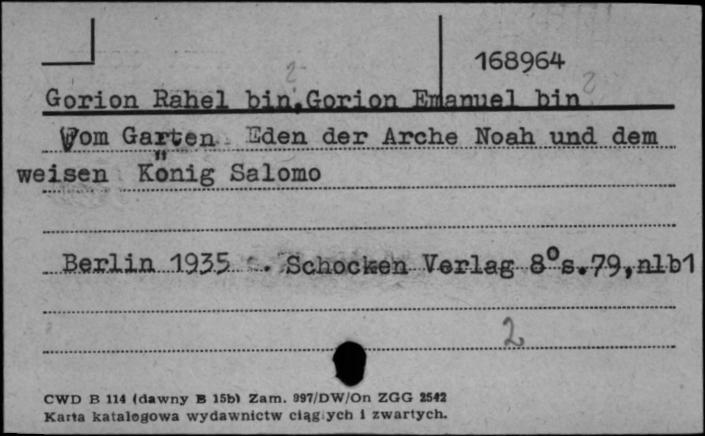 168964
2 2
Gorion Rahel bin.Gorion Emanuel bin
Vom Garten Eden der Arche Noah und dem
weisen König Salomo
Berlin 1935 . Schocken Verlag 8°s.79,nlb1
2
CWD B 114 (dawny B 15b) Zam. 997/DW/On ZGG 2542
Karta katalogowa wydawnictw ciągłych i zwartych.